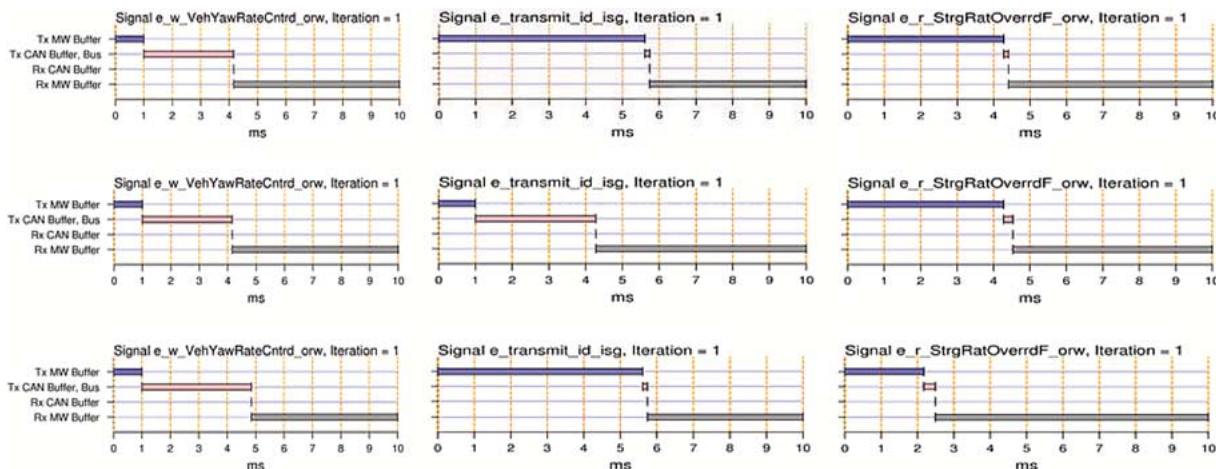 Signal e_w_VehYawRateCntrd_orw, Iteration = 1
Tx MW Buffer
Tx CAN Buffer, Bus
Rx CAN Buffer
Rx MW Buffer
0 1 2 3 4 5 6 7 8 9 10
ms
Signal e_transmit_id_isg, Iteration = 1
0 1 2 3 4 5 6 7 8 9 10
ms
Signal e_r_StrgRatOverrdF_orw, Iteration = 1
0 1 2 3 4 5 6 7 8 9 10
ms
Signal e_w_VehYawRateCntrd_orw, Iteration = 1
Tx MW Buffer
Tx CAN Buffer, Bus
Rx CAN Buffer
Rx MW Buffer
0 1 2 3 4 5 6 7 8 9 10
ms
Signal e_transmit_id_isg, Iteration = 1
0 1 2 3 4 5 6 7 8 9 10
ms
Signal e_r_StrgRatOverrdF_orw, Iteration = 1
0 1 2 3 4 5 6 7 8 9 10
ms
Signal e_w_VehYawRateCntrd_orw, Iteration = 1
Tx MW Buffer
Tx CAN Buffer, Bus
Rx CAN Buffer
Rx MW Buffer
0 1 2 3 4 5 6 7 8 9 10
ms
Signal e_transmit_id_isg, Iteration = 1
0 1 2 3 4 5 6 7 8 9 10
ms
Signal e_r_StrgRatOverrdF_orw, Iteration = 1
0 1 2 3 4 5 6 7 8 9 10
ms